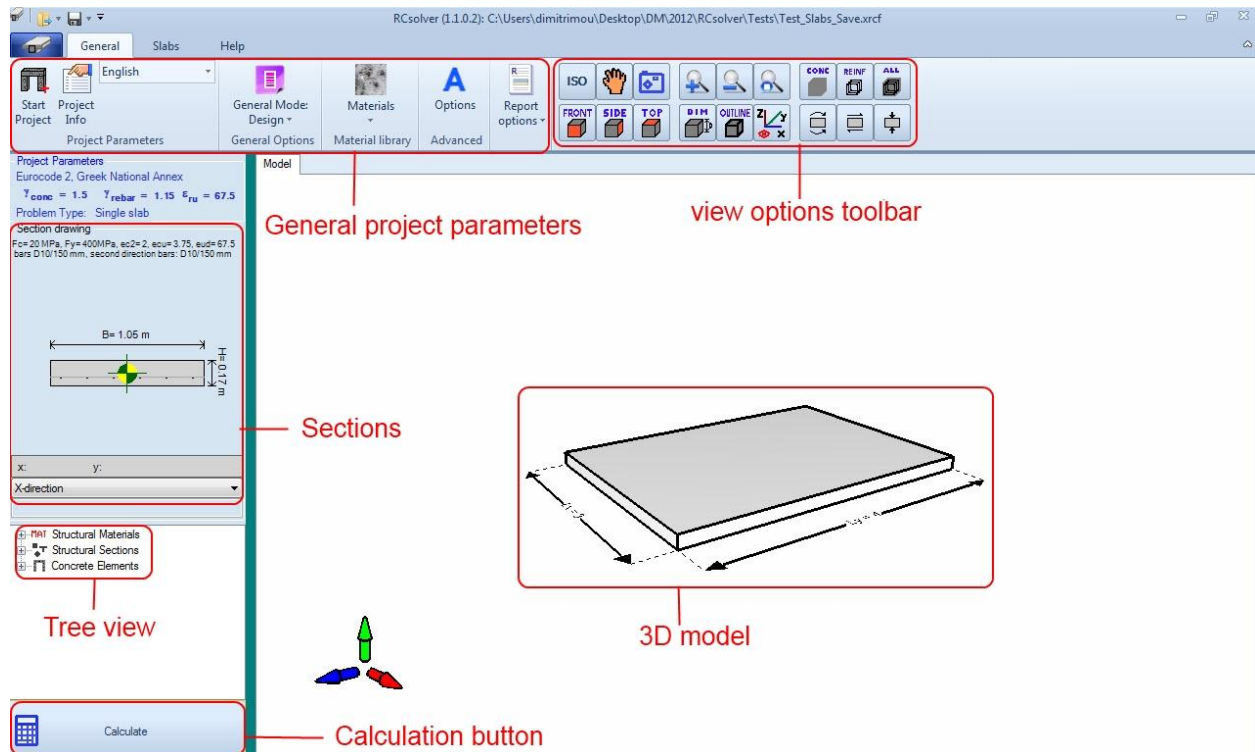 RCsolver (1.1.0.2): C:\Users\dimitrimou\Desktop\DM\2012\RCsolver\Tests\Test_Slabs_Save.xrcf
General Slabs Help
English
Start Project
Project Info
General Mode: Design
Materials
Options
Report options
Project Parameters
General Options
Material library
Advanced
ISO
CONC REINF ALL
FRONT SIDE TOP DIM OUTLINE Z y x
Project Parameters
Eurocode 2, Greek National Annex
γconc = 1.5 γrebar = 1.15 εru = 67.5
Problem Type: Single slab
Model
General project parameters
view options toolbar
Section drawing
Fc=20 MPa, Fy=400MPa, ec2=2, ecu=3.75, eud=67.5
bars D10/150 mm, second direction bars: D10/150 mm
B= 1.05 m
H= 0.17 m
Sections
x: y:
X-direction
MAT Structural Materials
Structural Sections
Concrete Elements
Tree view
3D model
Calculate
Calculation button